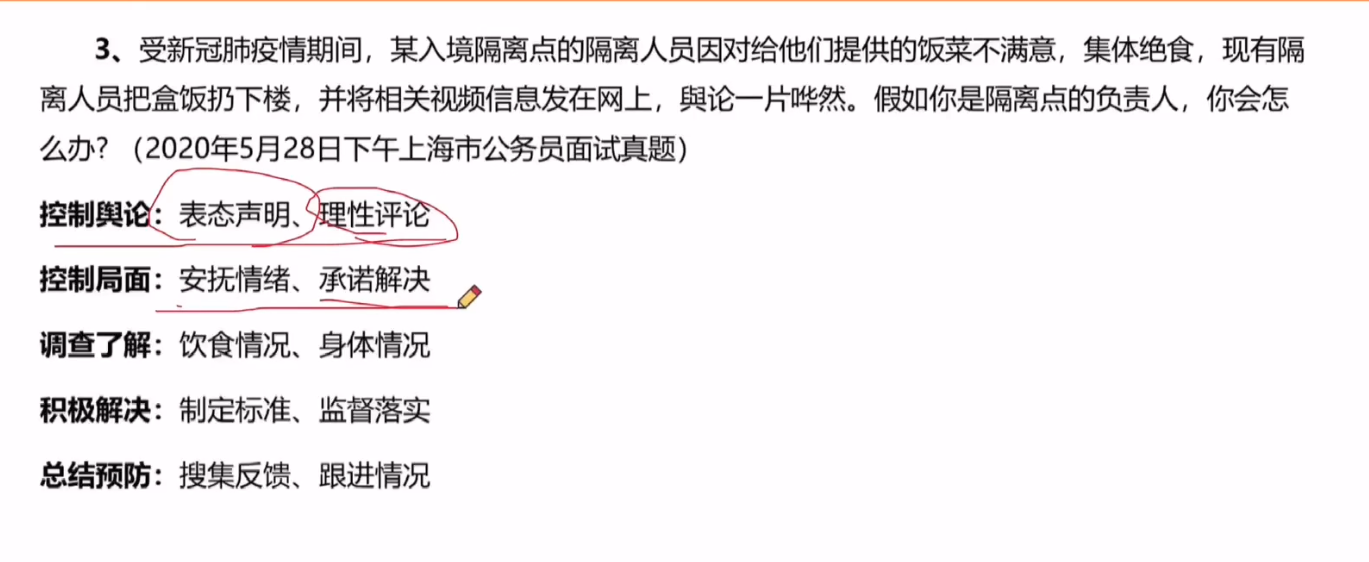 3、受新冠肺疫情期间，某入境隔离点的隔离人员因对给他们提供的饭菜不满意，集体绝食，现有隔
离人员把盒饭扔下楼，并将相关视频信息发在网上，舆论一片哗然。假如你是隔离点的负责人，你会怎
么办？（2020年5月28日下午上海市公务员面试真题）
控制舆论：表态声明、理性评论
控制局面：安抚情绪、承诺解决
调查了解：饮食情况、身体情况
积极解决：制定标准、监督落实
总结预防：搜集反馈、跟进情况